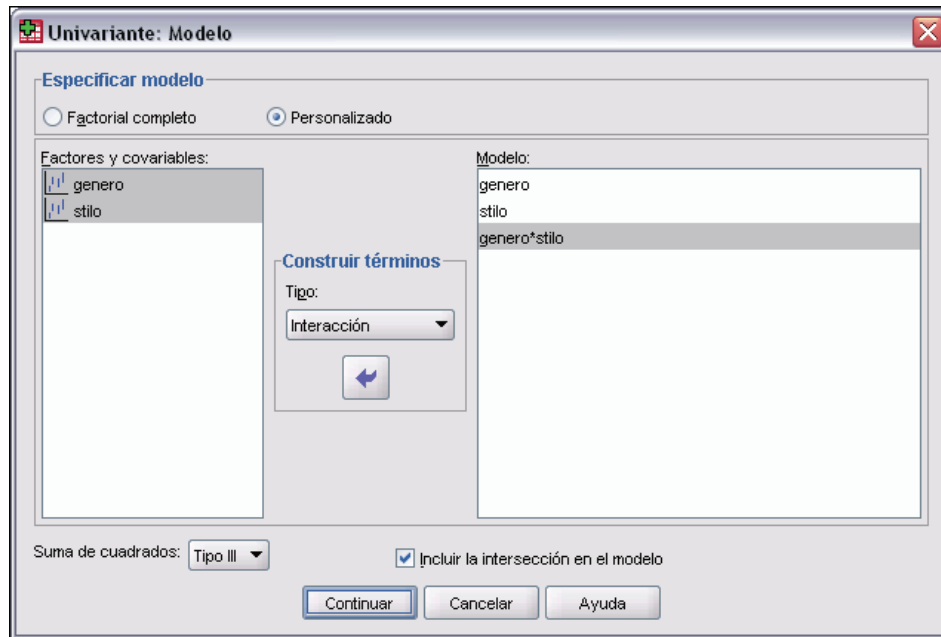 Univariante: Modelo
Especificar modelo
Factorial completo
Personalizado
Factores y covariables:
genero
stilo
Construir términos
Tipo:
Interacción
Modelo:
genero
stilo
genero*stilo
Suma de cuadrados:
Tipo III
Incluir la intersección en el modelo
Continuar
Cancelar
Ayuda